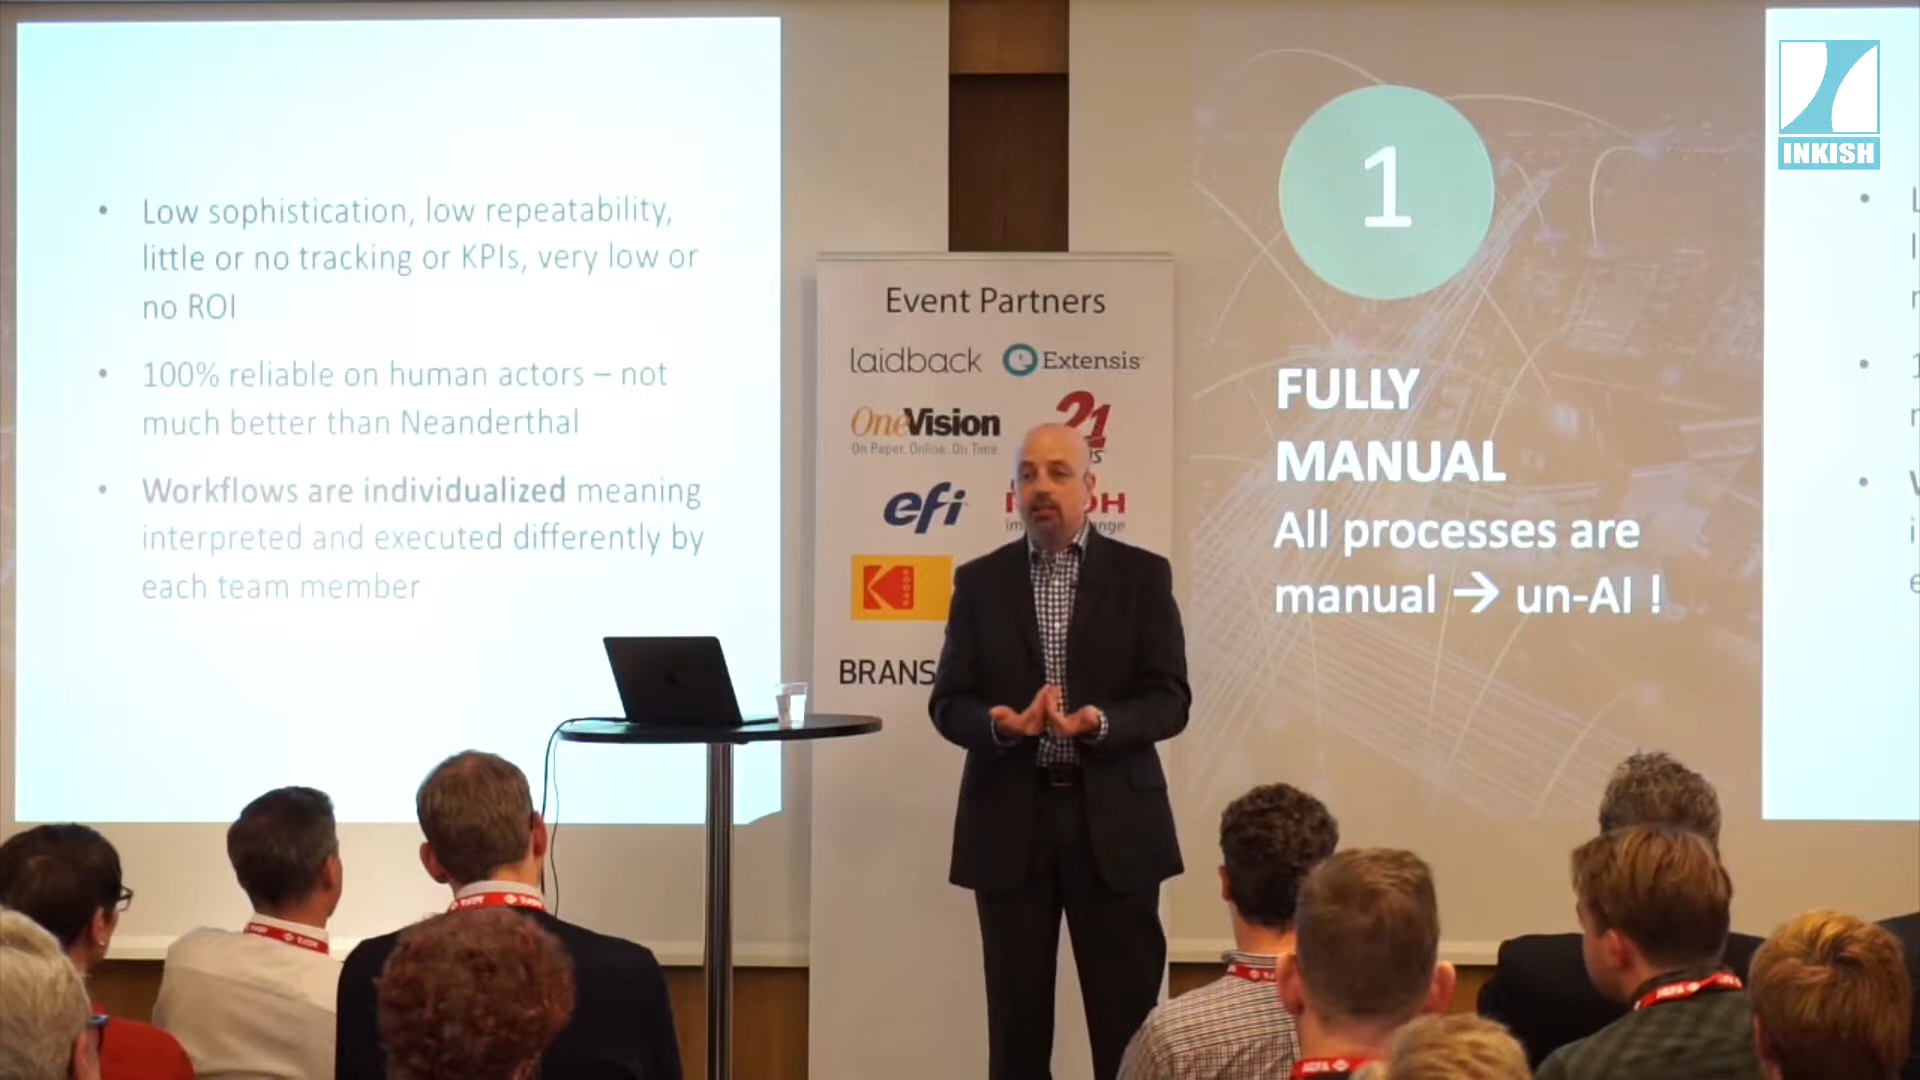 Low sophistication, low repeatability,
little or no tracking or KPIs, very low or
no ROI
100% reliable on human actors – not
much better than Neanderthal
Workflows are individualized meaning
interpreted and executed differently by
each team member
Event Partners
laidback
Extensis
OneVision
On Paper. Online. On Time.
21
efi
KODAK
BRANS
1
FULLY
MANUAL
All processes are
manual → un-AI !
INKISH
AGFA